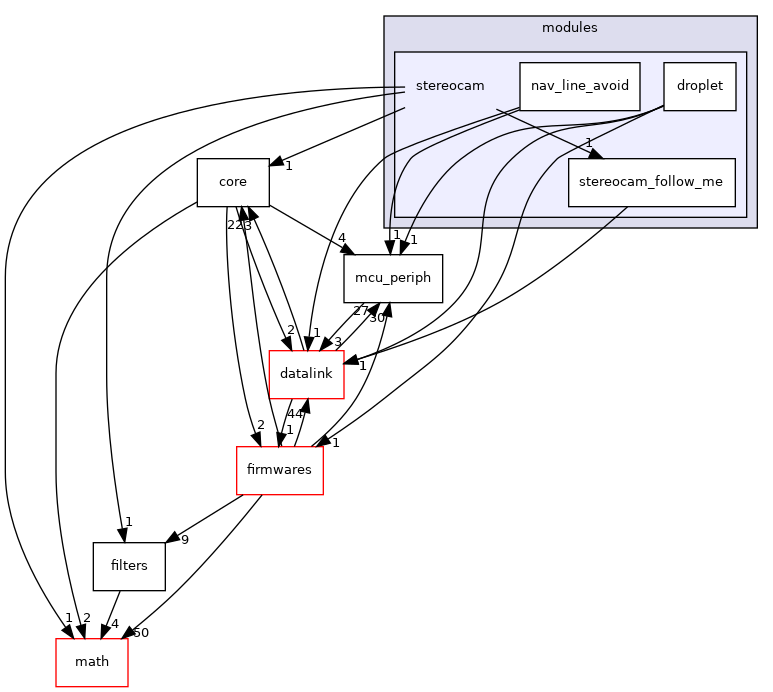 modules
stereocam
nav_line_avoid
droplet
1
core
1
stereocam_follow_me
223
4
1
1
mcu_periph
27
30
2
1
3
1
datalink
44
2
1
1
firmwares
1
9
filters
1
2
4
50
math